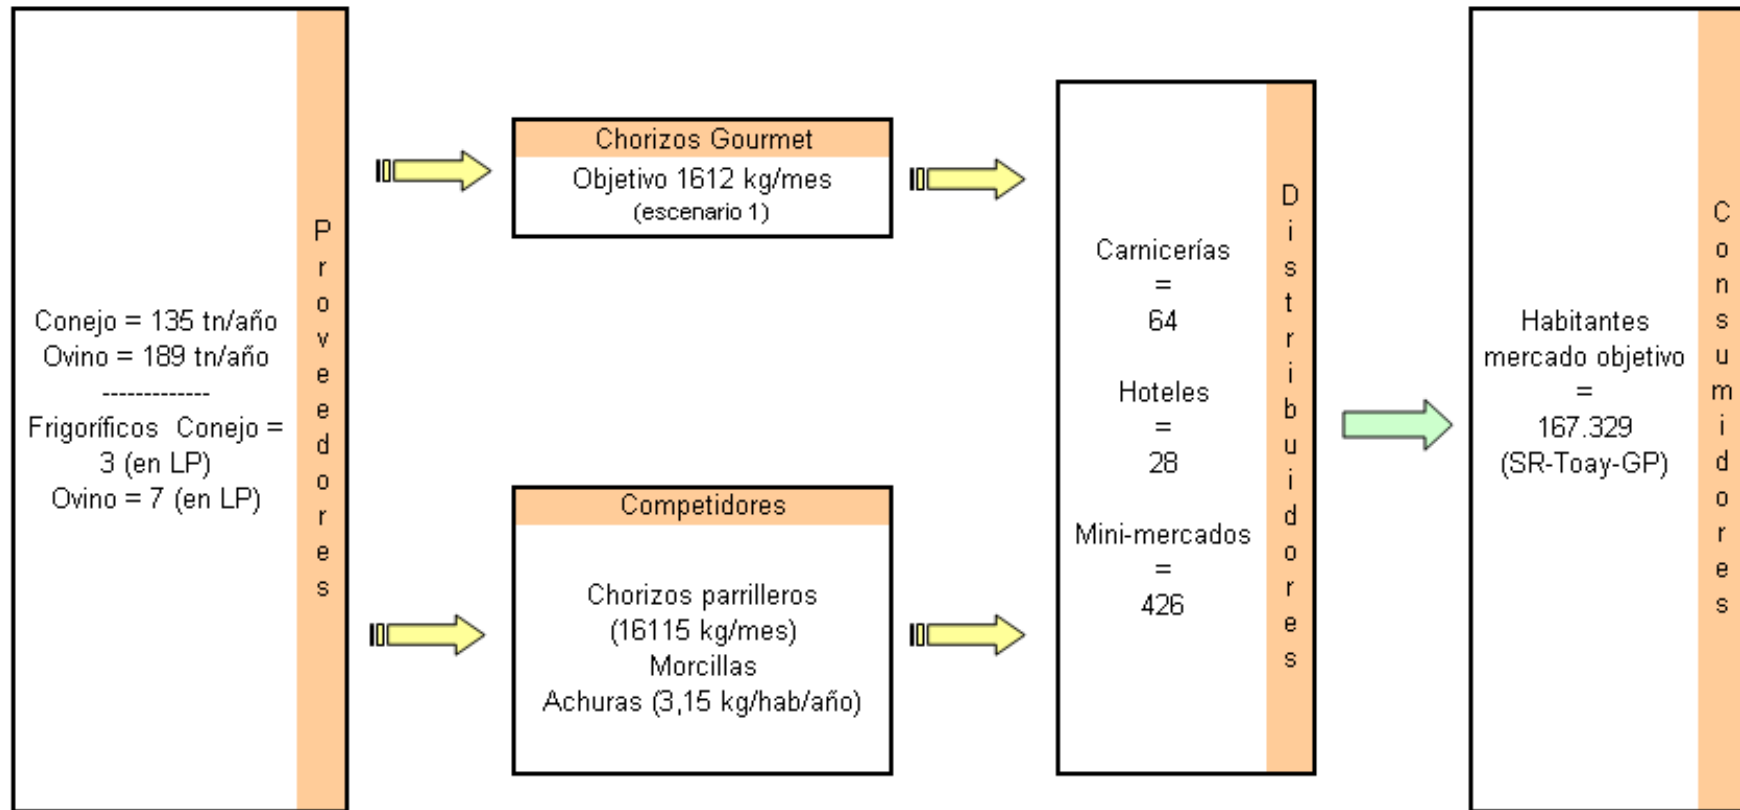 Conejo = 135 tn/año
Ovino = 189 tn/año
-------------
Frigoríficos Conejo =
3 (en LP)
Ovino = 7 (en LP)
Provedores
Chorizos Gourmet
Objetivo 1612 kg/mes
(escenario 1)
Competidores
Chorizos parrilleros
(16115 kg/mes)
Morcillas
Achuras (3,15 kg/hab/año)
Carnicerías
=
64
Hoteles
=
28
Mini-mercados
=
426
Distribuidores
Habitantes
mercado objetivo
=
167.329
(SR-Toay-GP)
Consumidores